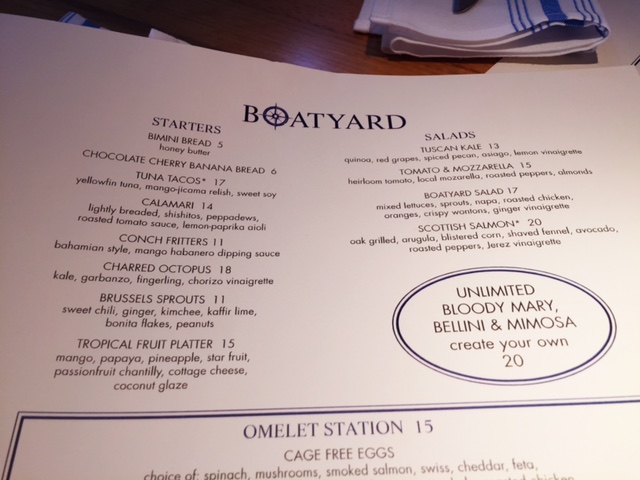 BOATYARD
STARTERS
BIMINI BREAD 5
honey butter
CHOCOLATE CHERRY BANANA BREAD 6
TUNA TACOS* 17
yellowfin tuna, mango-jicama relish, sweet soy
CALAMARI 14
lightly breaded, shishitos, peppadews,
roasted tomato sauce, lemon-paprika aioli
CONCH FRITTERS 11
bahamian style, mango habanero dipping sauce
CHARRED OCTOPUS 18
kale, garbanzo, fingerling, chorizo vinaigrette
BRUSSELS SPROUTS 11
sweet chili, ginger, kimchee, kaffir lime,
bonita flakes, peanuts
TROPICAL FRUIT PLATTER 15
mango, papaya, pineapple, star fruit,
passionfruit chantilly, cottage cheese,
coconut glaze
SALADS
TUSCAN KALE 13
quinoa, red grapes, spiced pecan, asiago, lemon vinaigrette
TOMATO & MOZZARELLA 15
heirloom tomato, local mozarella, roasted peppers, almonds
BOATYARD SALAD 17
mixed lettuces, sprouts, napa, roasted chicken,
oranges, crispy wontons, ginger vinaigrette
SCOTTISH SALMON* 20
oak grilled, arugula, blistered corn, shaved fennel, avocado,
roasted peppers, Jerez vinaigrette
UNLIMITED
BLOODY MARY,
BELLINI & MIMOSA
create your own
20
OMELET STATION 15
CAGE FREE EGGS
choice of: spinach, mushrooms, smoked salmon, swiss, cheddar, feta,